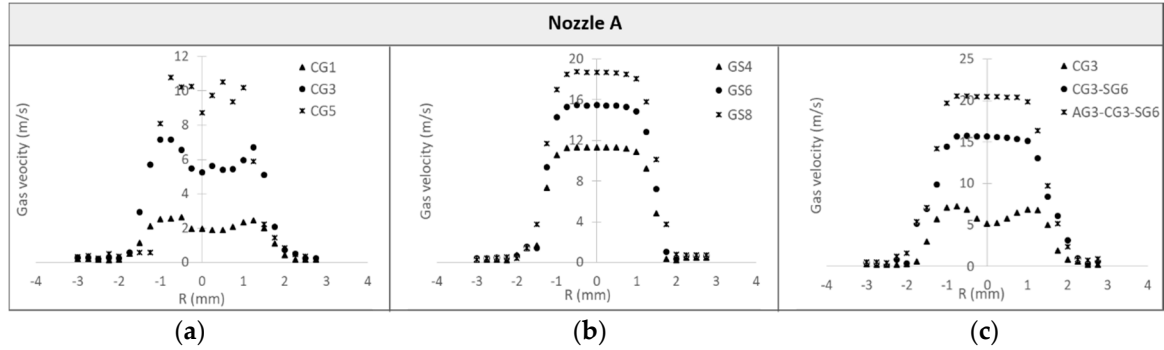 Nozzle A
Gas veocity (m/s)
12
10
8
6
4
2
0
-4 -3 -2 -1 0 1 2 3 4
R (mm)
CG1
CG3
CG5
(a)
Gas velocity (m/s)
20
16
12
8
4
0
-4 -3 -2 -1 0 1 2 3 4
R (mm)
GS4
GS6
GS8
(b)
Gas velocity (m/s)
25
20
15
10
5
0
-4 -3 -2 -1 0 1 2 3 4
R (mm)
CG3
CG3-SG6
AG3-CG3-SG6
(c)